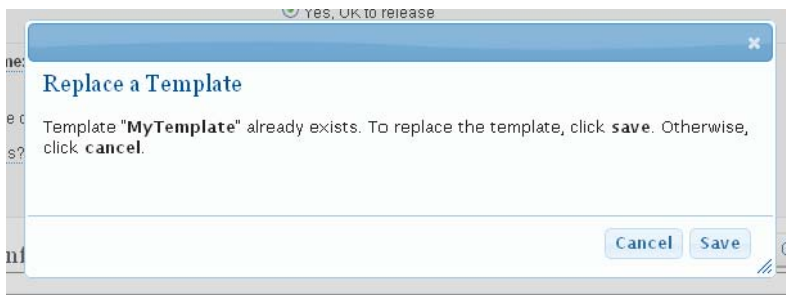 Yes, OK to release
Replace a Template
Template "MyTemplate" already exists. To replace the template, click save. Otherwise,
click cancel.
s?
Cancel Save